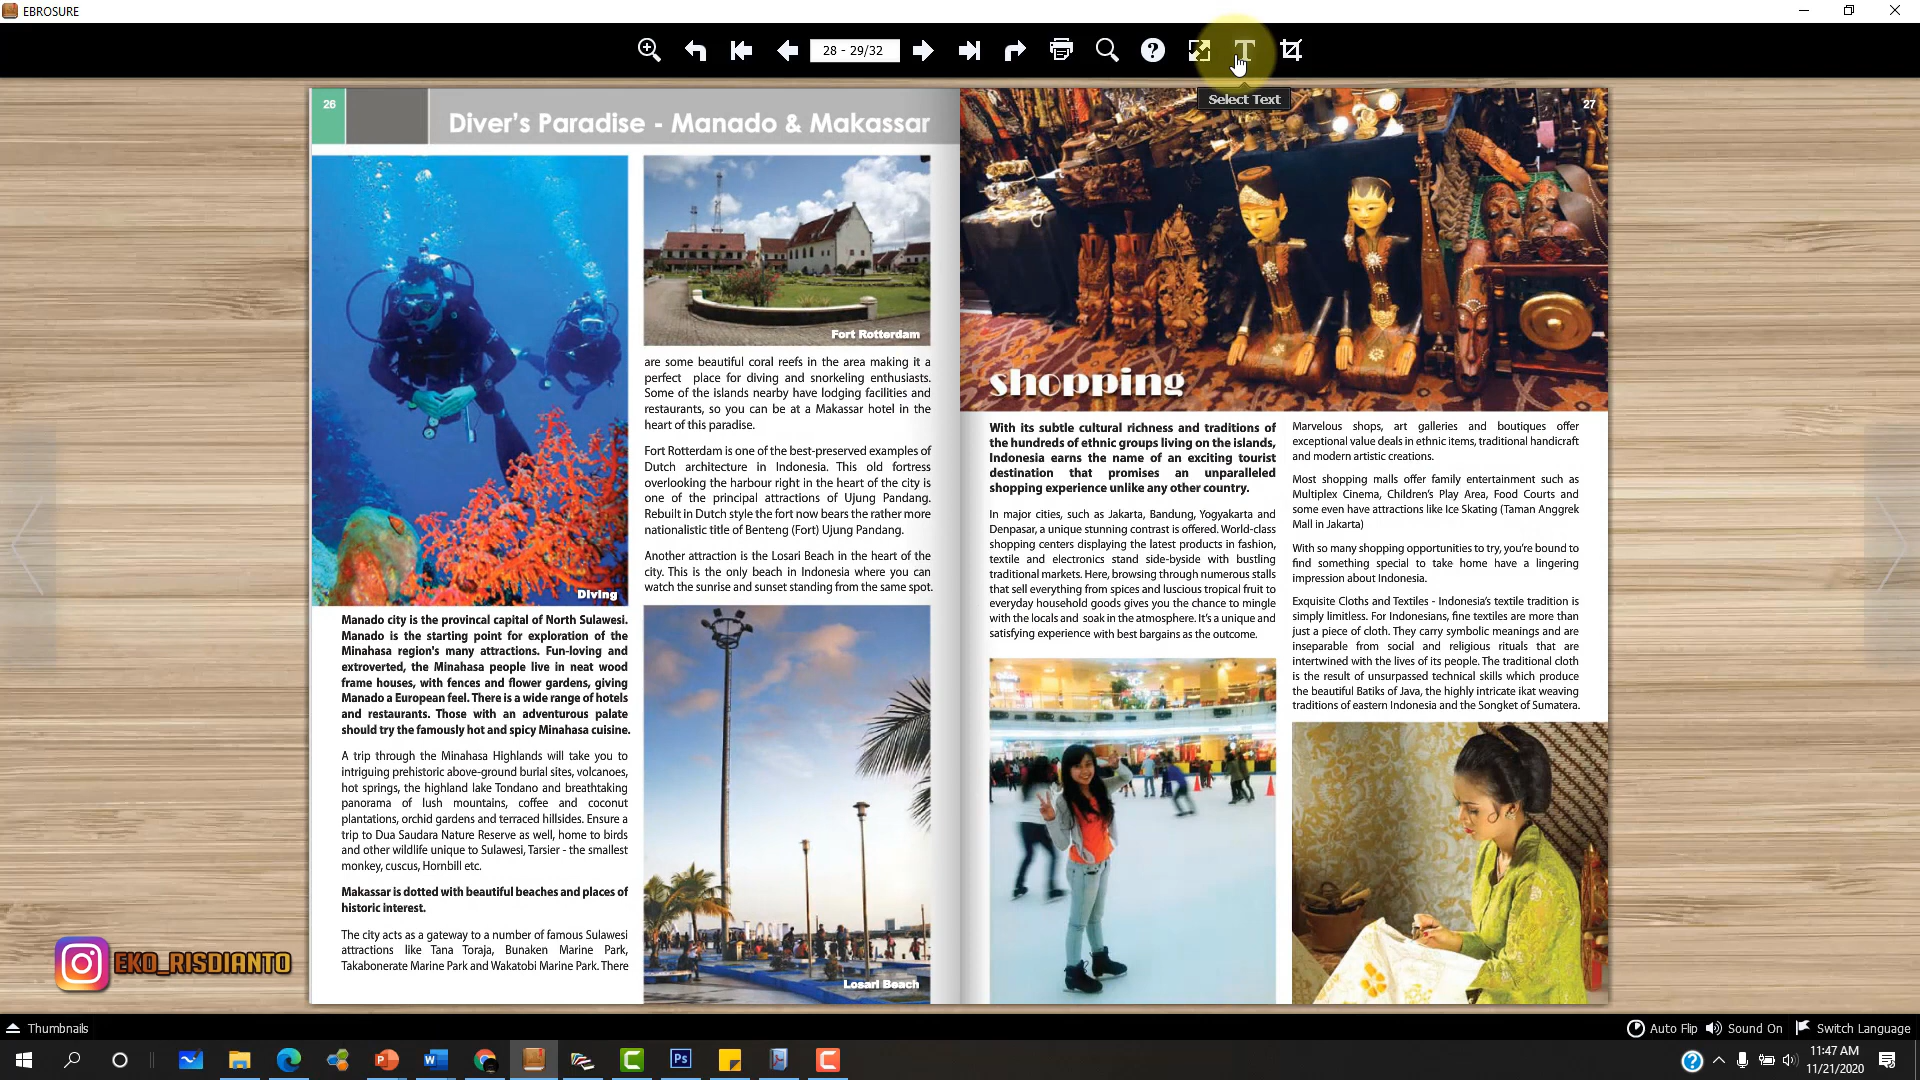 EBROSURE
28 - 29/32
Select Text
26
Diver's Paradise - Manado & Makassar
Diving
Manado city is the provincal capital of North Sulawesi.
Manado is the starting point for exploration of the
Minahasa region's many attractions. Fun-loving and
extroverted, the Minahasa people live in neat wood
frame houses, with fences and flower gardens, giving
Manado a European feel. There is a wide range of hotels
and restaurants. Those with an adventurous palate
should try the famously hot and spicy Minahasa cuisine.
A trip through the Minahasa Highlands will take you to
intriguing prehistoric above-ground burial sites, volcanoes,
hot springs, the highland lake Tondano and breathtaking
panorama of lush mountains, coffee and coconut
plantations, orchid gardens and terraced hillsides. Ensure a
trip to Dua Saudara Nature Reserve as well, home to birds
and other wildlife unique to Sulawesi, Tarsier - the smallest
monkey, cuscus, Hornbill etc.
Makassar is dotted with beautiful beaches and places of
historic interest.
The city acts as a gateway to a number of famous Sulawesi
attractions like Tana Toraja, Bunaken Marine Park,
Takabonerate Marine Park and Wakatobi Marine Park. There
Fort Rotterdam
are some beautiful coral reefs in the area making it a
perfect place for diving and snorkeling enthusiasts.
Some of the islands nearby have lodging facilities and
restaurants, so you can be at a Makassar hotel in the
heart of this paradise.
Fort Rotterdam is one of the best-preserved examples of
Dutch architecture in Indonesia. This old fortress
overlooking the harbour right in the heart of the city is
one of the principal attractions of Ujung Pandang.
Rebuilt in Dutch style the fort now bears the rather more
nationalistic title of Benteng (Fort) Ujung Pandang.
Another attraction is the Losari Beach in the heart of the
city. This is the only beach in Indonesia where you can
watch the sunrise and sunset standing from the same spot.
Losari Beach
27
shopping
With its subtle cultural richness and traditions of
the hundreds of ethnic groups living on the islands,
Indonesia earns the name of an exciting tourist
destination that promises an unparalleled
shopping experience unlike any other country.
In major cities, such as Jakarta, Bandung, Yogyakarta and
Denpasar, a unique stunning contrast is offered. World-class
shopping centers displaying the latest products in fashion,
textile and electronics stand side-byside with bustling
traditional markets. Here, browsing through numerous stalls
that sell everything from spices and luscious tropical fruit to
everyday household goods gives you the chance to mingle
with the locals and soak in the atmosphere. It's a unique and
satisfying experience with best bargains as the outcome.
Marvelous shops, art galleries and boutiques offer
exceptional value deals in ethnic items, traditional handicraft
and modern artistic creations.
Most shopping malls offer family entertainment such as
Multiplex Cinema, Children's Play Area, Food Courts and
some even have attractions like Ice Skating (Taman Anggrek
Mall in Jakarta)
With so many shopping opportunities to try, you're bound to
find something special to take home have a lingering
impression about Indonesia.
Exquisite Cloths and Textiles - Indonesia's textile tradition is
simply limitless. For Indonesians, fine textiles are more than
just a piece of cloth. They carry symbolic meanings and are
inseparable from social and religious rituals that are
intertwined with the lives of its people. The traditional cloth
is the result of unsurpassed technical skills which produce
the beautiful Batiks of Java, the highly intricate ikat weaving
traditions of eastern Indonesia and the Songket of Sumatera.
EKO_RISDIANTO
Thumbnails
Auto Flip
Sound On
Switch Language
11:47 AM
11/21/2020